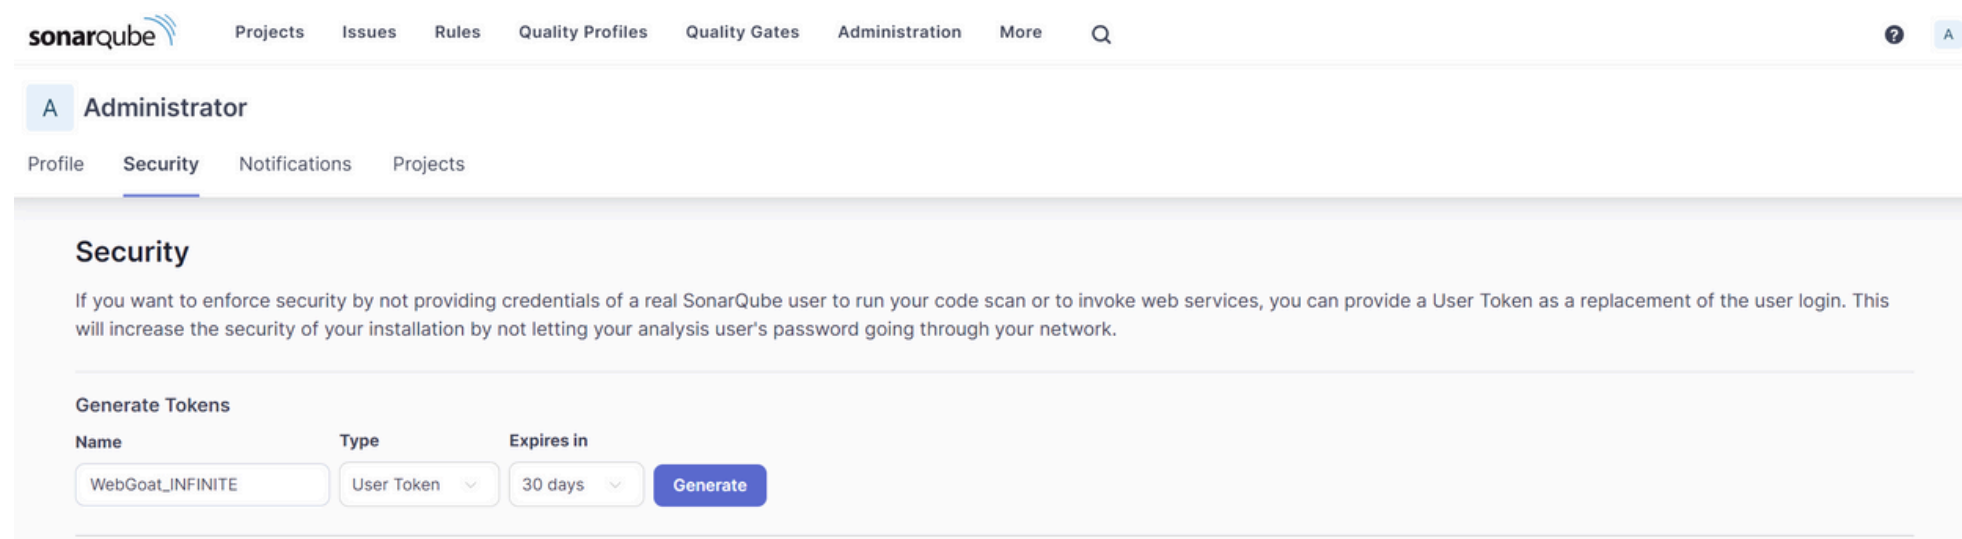 sonarqube Projects Issues Rules Quality Profiles Quality Gates Administration More ? A
A Administrator
Profile Security Notifications Projects
Security
If you want to enforce security by not providing credentials of a real SonarQube user to run your code scan or to invoke web services, you can provide a User Token as a replacement of the user login. This
will increase the security of your installation by not letting your analysis user's password going through your network.
Generate Tokens
Name Type Expires in
WebGoat_INFINITE User Token 30 days Generate